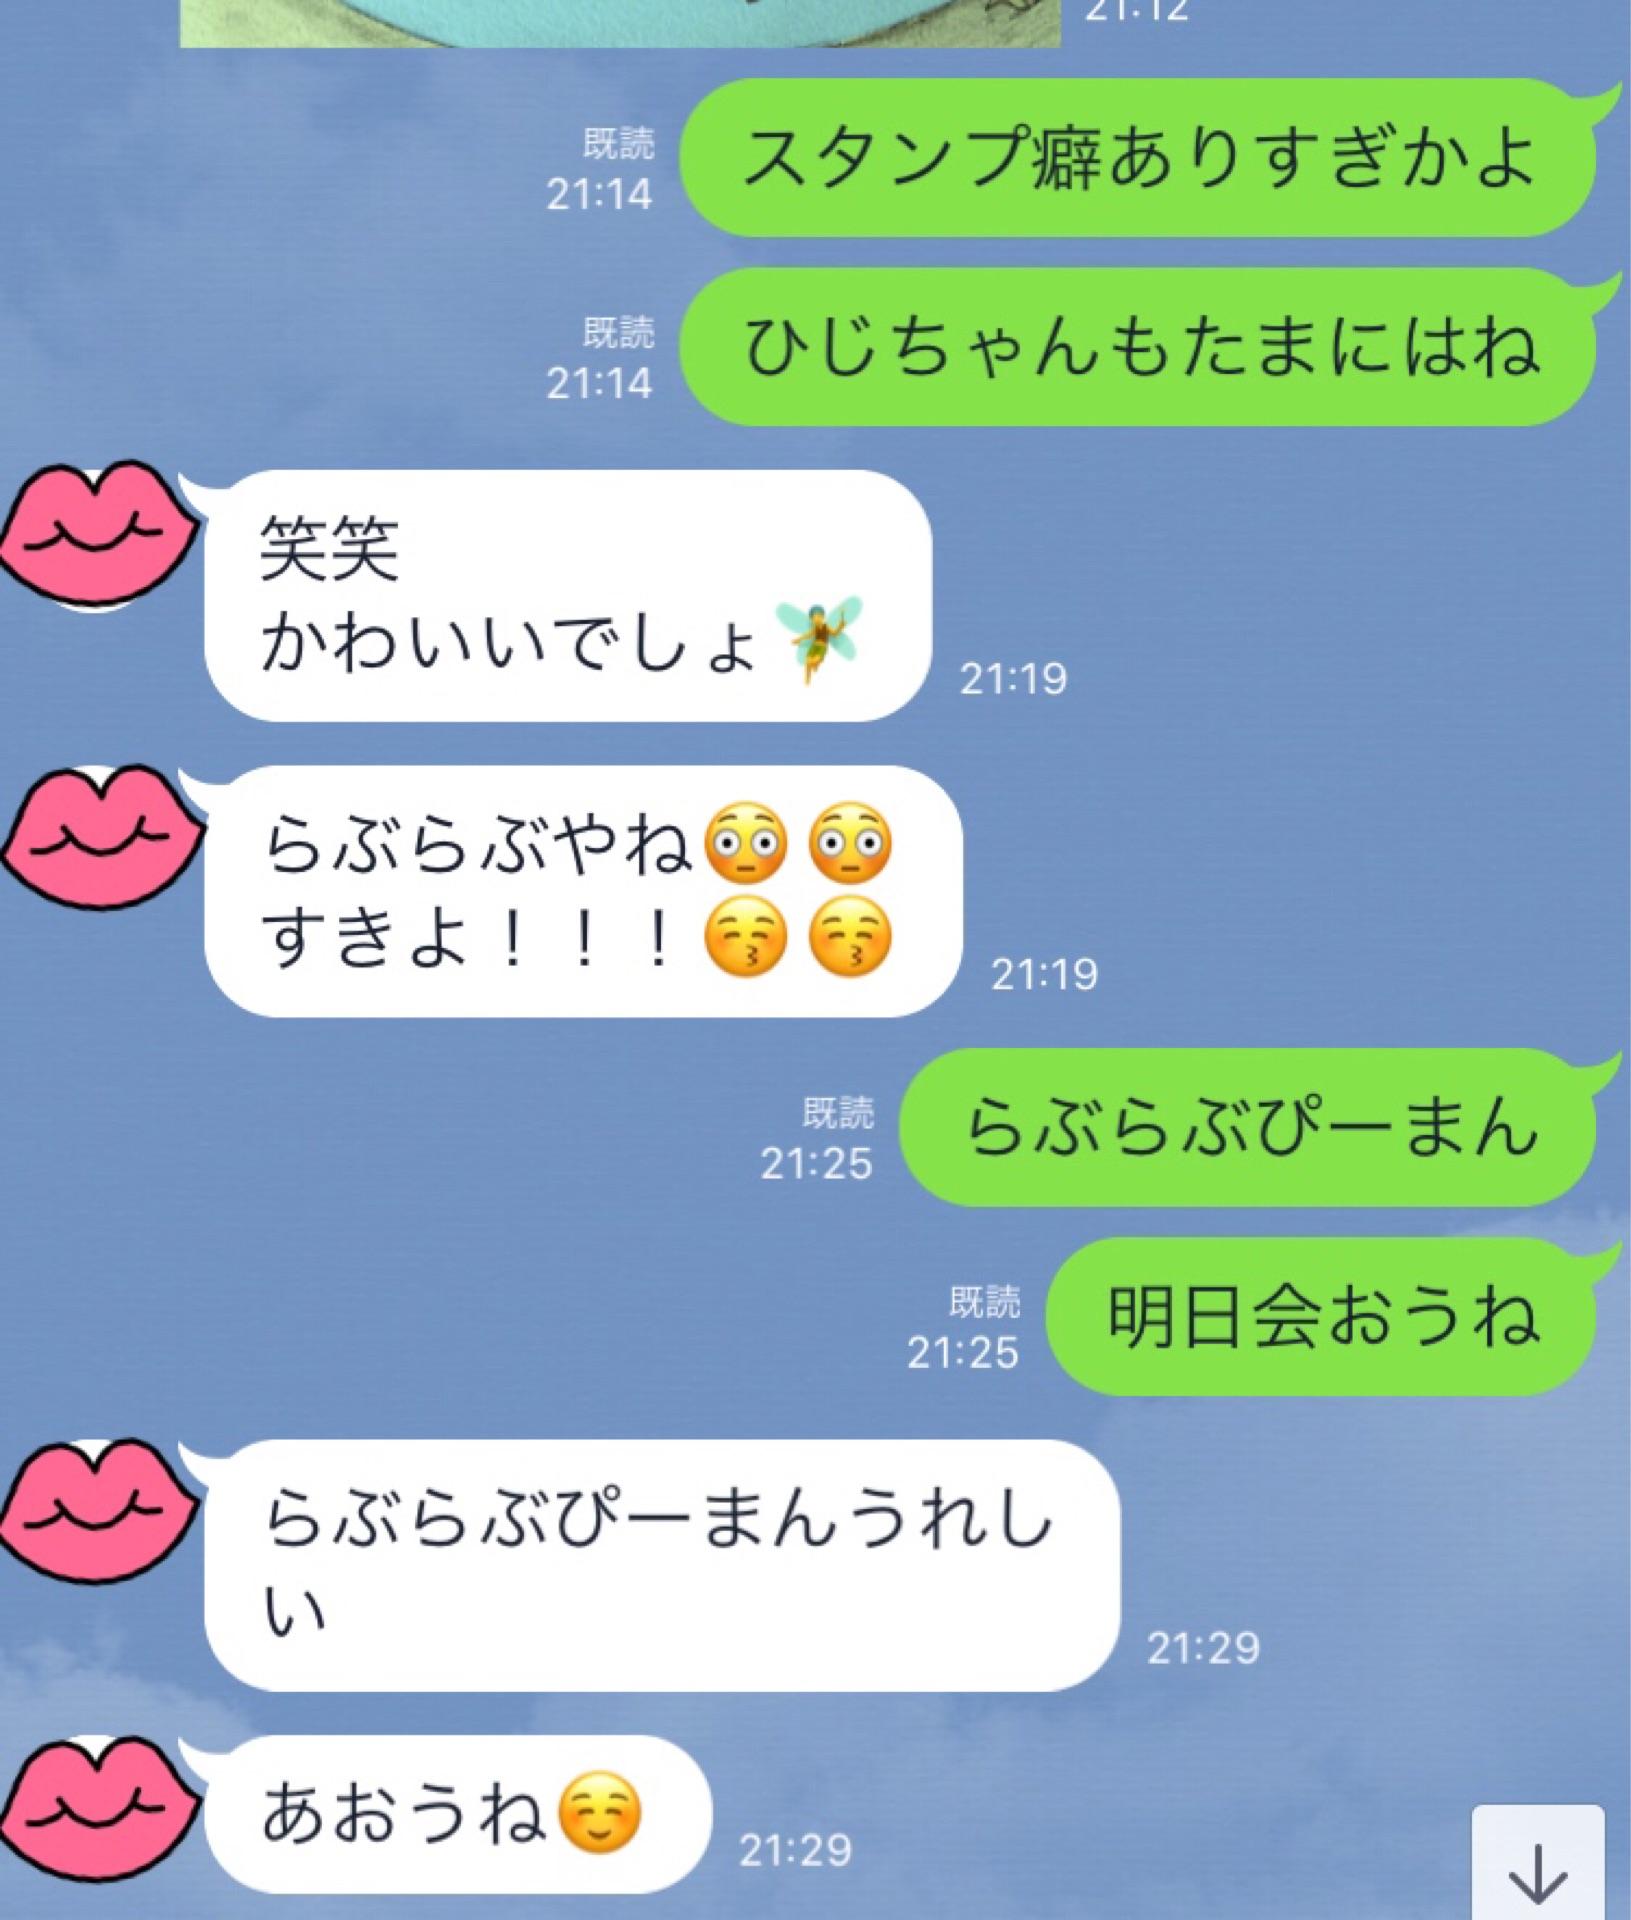 21:12
スタンプ癖ありすぎかよ
既読
21:14
ひじちゃんもたまにはね
既読
21:14
笑笑
かわいいでしょ🧚‍♂️
21:19
らぶらぶやね😳😳
すきよ！！！😚😚
21:19
らぶらぶぴーまん
既読
21:25
明日会おうね
既読
21:25
らぶらぶぴーまんうれし
い
21:29
あおうね☺️
21:29